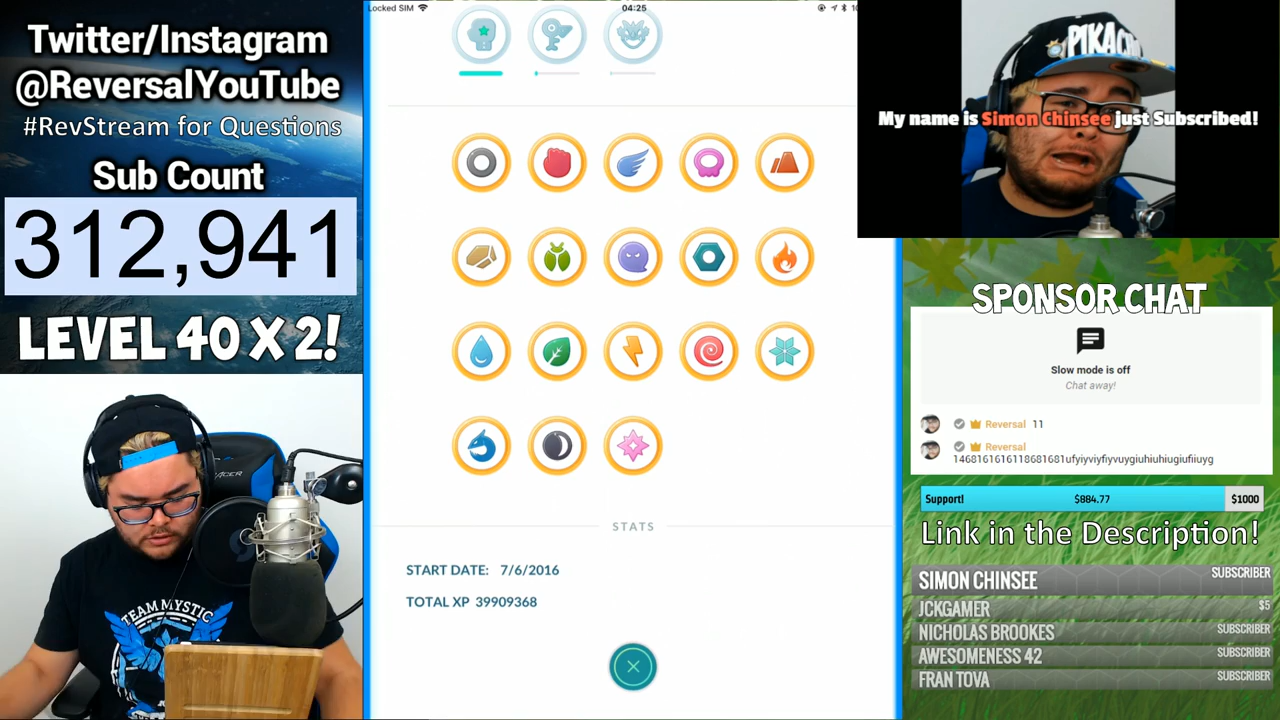 Twitter/Instagram
@ReversalYouTube
#RevStream for Questions
Sub Count
312,941
LEVEL 40 X 2!
TEAM MYSTIC
Locked SIM
04:25
STATS
START DATE: 7/6/2016
TOTAL XP 39909368
PIKACHU
My name is Simon Chinsee just Subscribed!
SPONSOR CHAT
Slow mode is off
Chat away!
Reversal 11
Reversal
1468161616118681681ufyiyviyfiyvuygiuhiuhiugiufiiuyg
Support! $884.77 $1000
Link in the Description!
SIMON CHINSEE SUBSCRIBER
JCKGAMER $5
NICHOLAS BROOKES SUBSCRIBER
AWESOMENESS 42 SUBSCRIBER
FRAN TOVA SUBSCRIBER